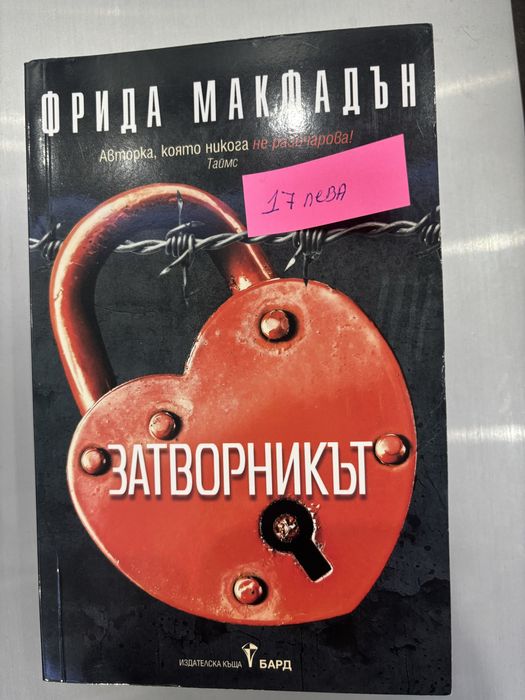 ФРИДА МАКФАДЪН
Авторка, която никога не разочарова!
Таймс
17 лева
ЗАТВОРНИКЪТ
ИЗДАТЕЛСКА КЪЩА БАРД